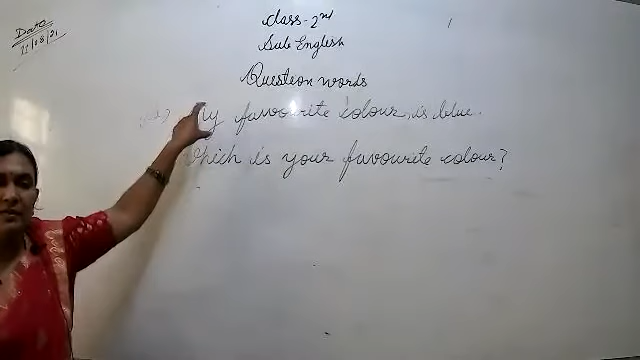 Date
11/08/21
Class - 2nd
Sub English
Question words
My favourite colour is blue.
Which is your favourite colour?